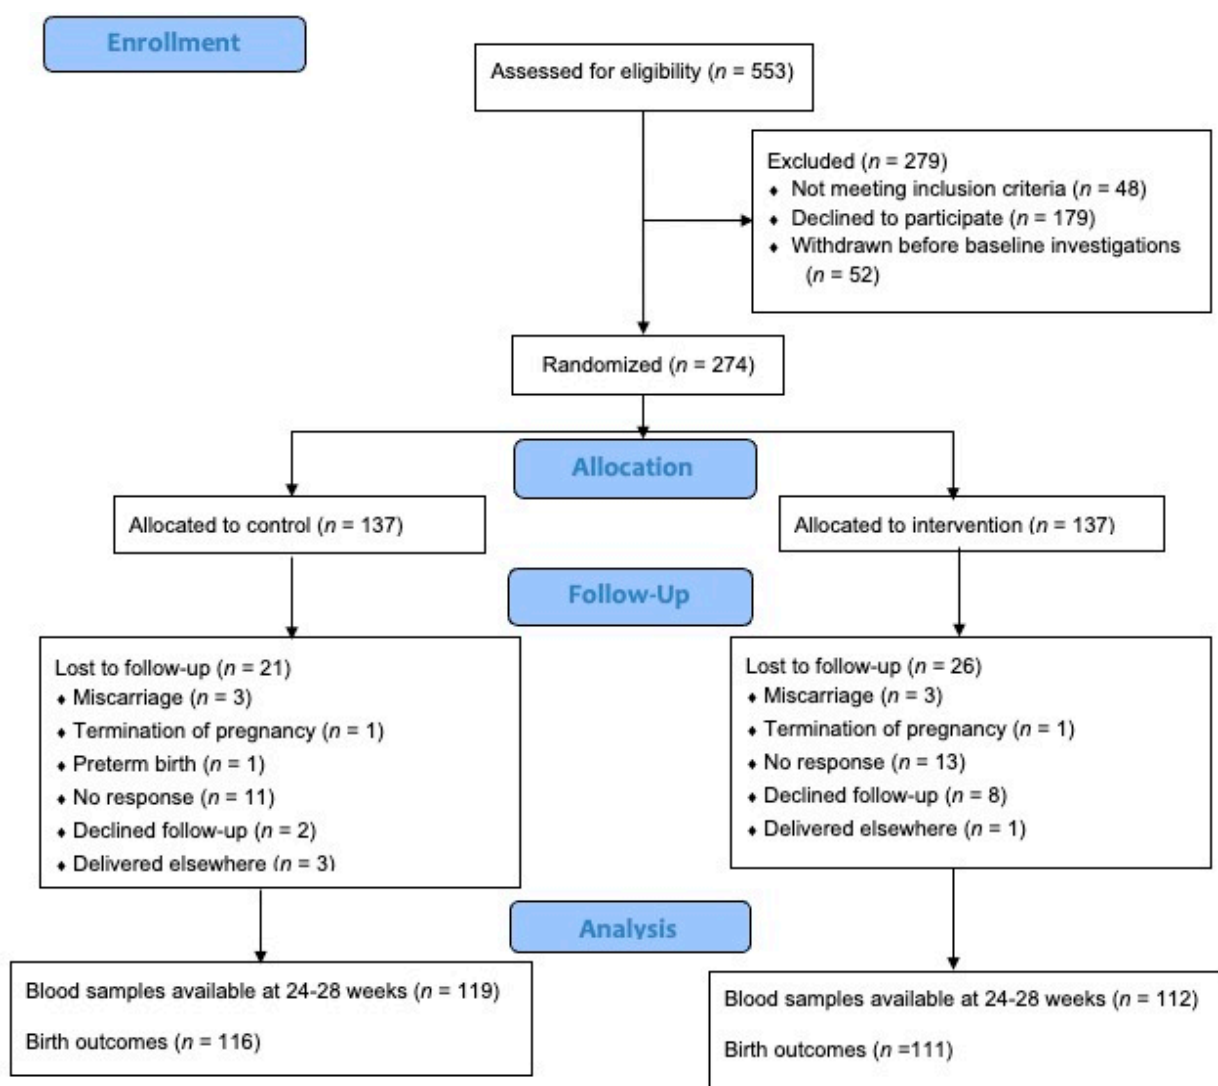 Enrollment
Assessed for eligibility (n = 553)
Excluded (n = 279)
♦ Not meeting inclusion criteria (n = 48)
♦ Declined to participate (n = 179)
♦ Withdrawn before baseline investigations
(n = 52)
Randomized (n = 274)
Allocation
Allocated to control (n = 137)
Allocated to intervention (n = 137)
Follow-Up
Lost to follow-up (n = 21)
♦ Miscarriage (n = 3)
♦ Termination of pregnancy (n = 1)
♦ Preterm birth (n = 1)
♦ No response (n = 11)
♦ Declined follow-up (n = 2)
♦ Delivered elsewhere (n = 3)
Lost to follow-up (n = 26)
♦ Miscarriage (n = 3)
♦ Termination of pregnancy (n = 1)
♦ No response (n = 13)
♦ Declined follow-up (n = 8)
♦ Delivered elsewhere (n = 1)
Analysis
Blood samples available at 24-28 weeks (n = 119)
Birth outcomes (n = 116)
Blood samples available at 24-28 weeks (n = 112)
Birth outcomes (n =111)